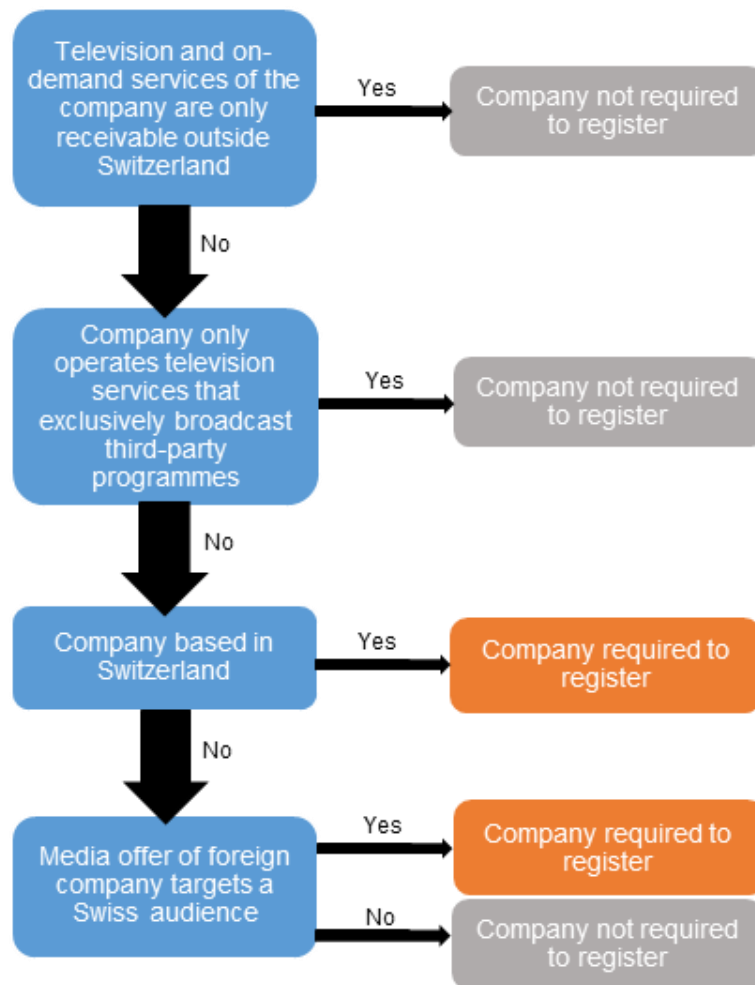 Television and on-
demand services of the
company are only
receivable outside
Switzerland
Yes
Company not required
to register
No
Company only
operates television
services that
exclusively broadcast
third-party
programmes
Yes
Company not required
to register
No
Company based in
Switzerland
Yes
Company required to
register
No
Media offer of foreign
company targets a
Swiss audience
Yes
Company required to
register
No
Company not required
to register